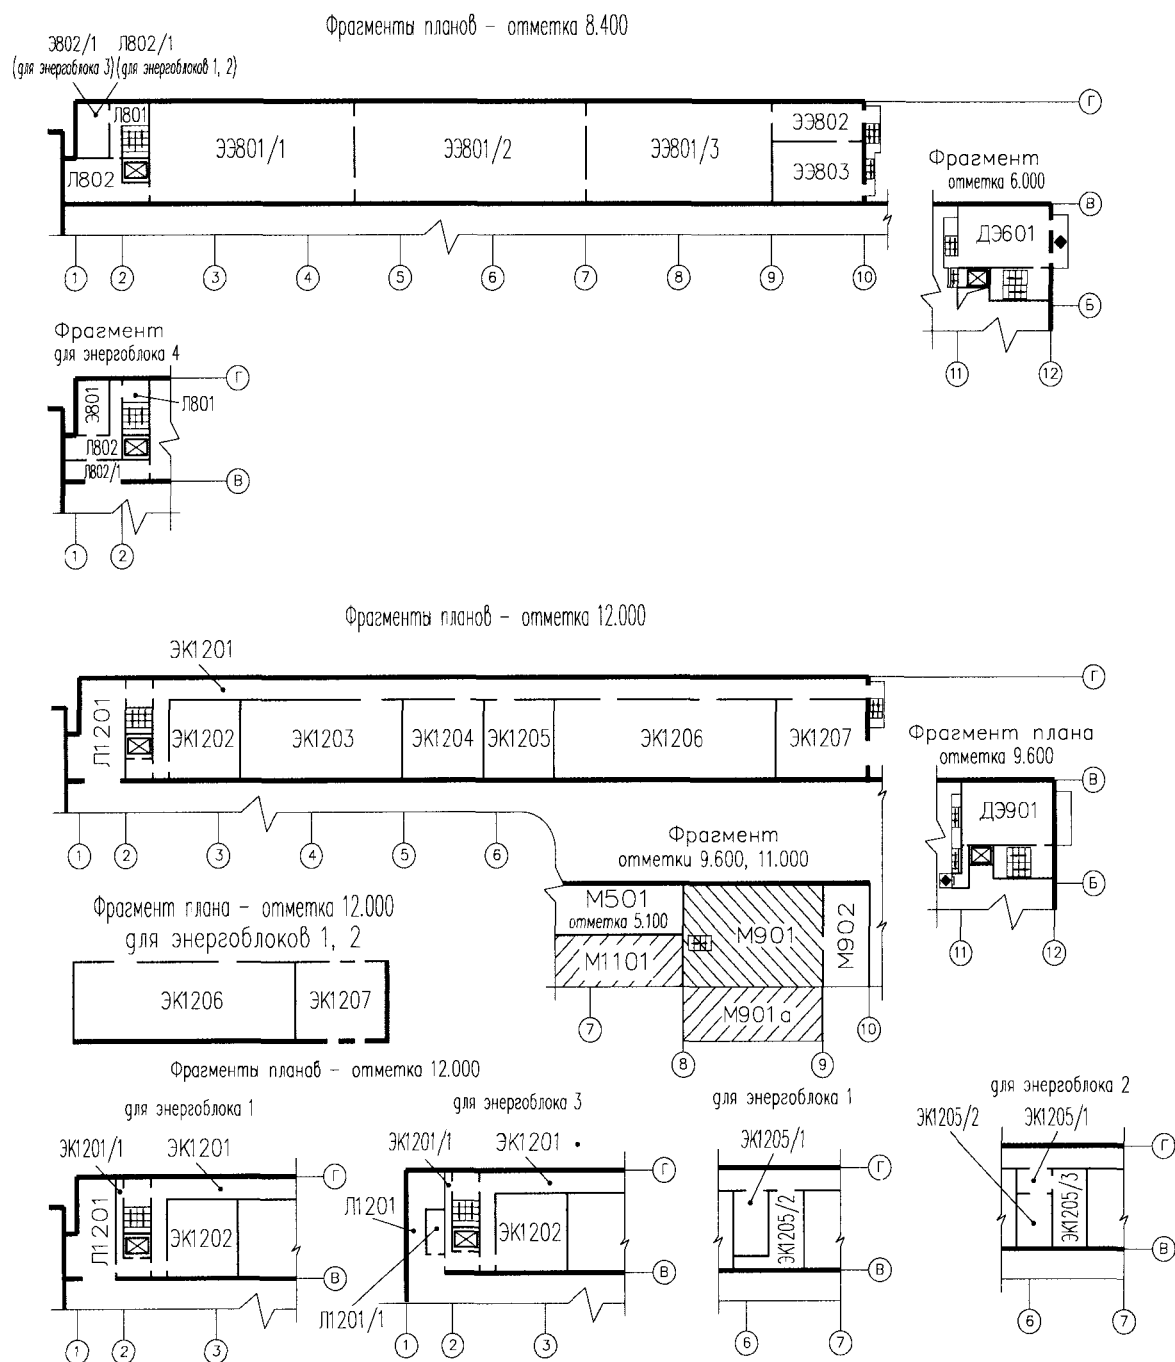 Фрагменты планов – отметка 8.400
Э802/1 Л802/1
(для энергоблока 3) (для энергоблоков 1, 2)
Г
Л801
ЭЭ801/1
ЭЭ801/2
ЭЭ801/3
ЭЭ802
ЭЭ803
Л802
1
2
3
4
5
6
7
8
9
10
Фрагмент
отметка 6.000
В
ДЭ601
Б
11
12
Фрагмент
для энергоблока 4
Г
Э801
Л801
Л802
Л802/1
В
1
2
Фрагменты планов – отметка 12.000
ЭК1201
Г
Л1201
ЭК1202
ЭК1203
ЭК1204
ЭК1205
ЭК1206
ЭК1207
1
2
3
4
5
6
Фрагмент плана
отметка 9.600
В
ДЭ901
Б
11
12
Фрагмент
отметки 9.600, 11.000
М501
отметка 5.100
М1101
М901
М902
М901а
7
8
9
10
Фрагмент плана – отметка 12.000
для энергоблоков 1, 2
ЭК1206
ЭК1207
Фрагменты планов – отметка 12.000
для энергоблока 1
ЭК1201/1
ЭК1201
Г
Л1201
ЭК1202
В
1
2
3
для энергоблока 3
ЭК1201/1
ЭК1201
Г
Л1201
ЭК1202
В
Л1201/1
1
2
3
для энергоблока 1
ЭК1205/1
Г
ЭК1205/2
В
6
7
для энергоблока 2
ЭК1205/2
ЭК1205/1
Г
ЭК1205/3
В
6
7